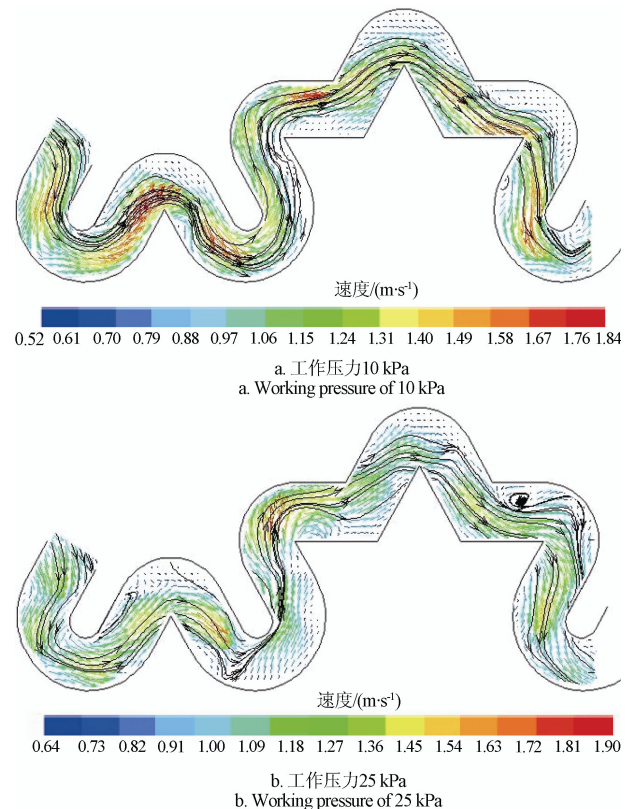 速度/(m·s⁻¹)
0.52 0.61 0.70 0.79 0.88 0.97 1.06 1.15 1.24 1.31 1.40 1.49 1.58 1.67 1.76 1.84
a. 工作压力10 kPa
a. Working pressure of 10 kPa
速度/(m·s⁻¹)
0.64 0.73 0.82 0.91 1.00 1.09 1.18 1.27 1.36 1.45 1.54 1.63 1.72 1.81 1.90
b. 工作压力25 kPa
b. Working pressure of 25 kPa